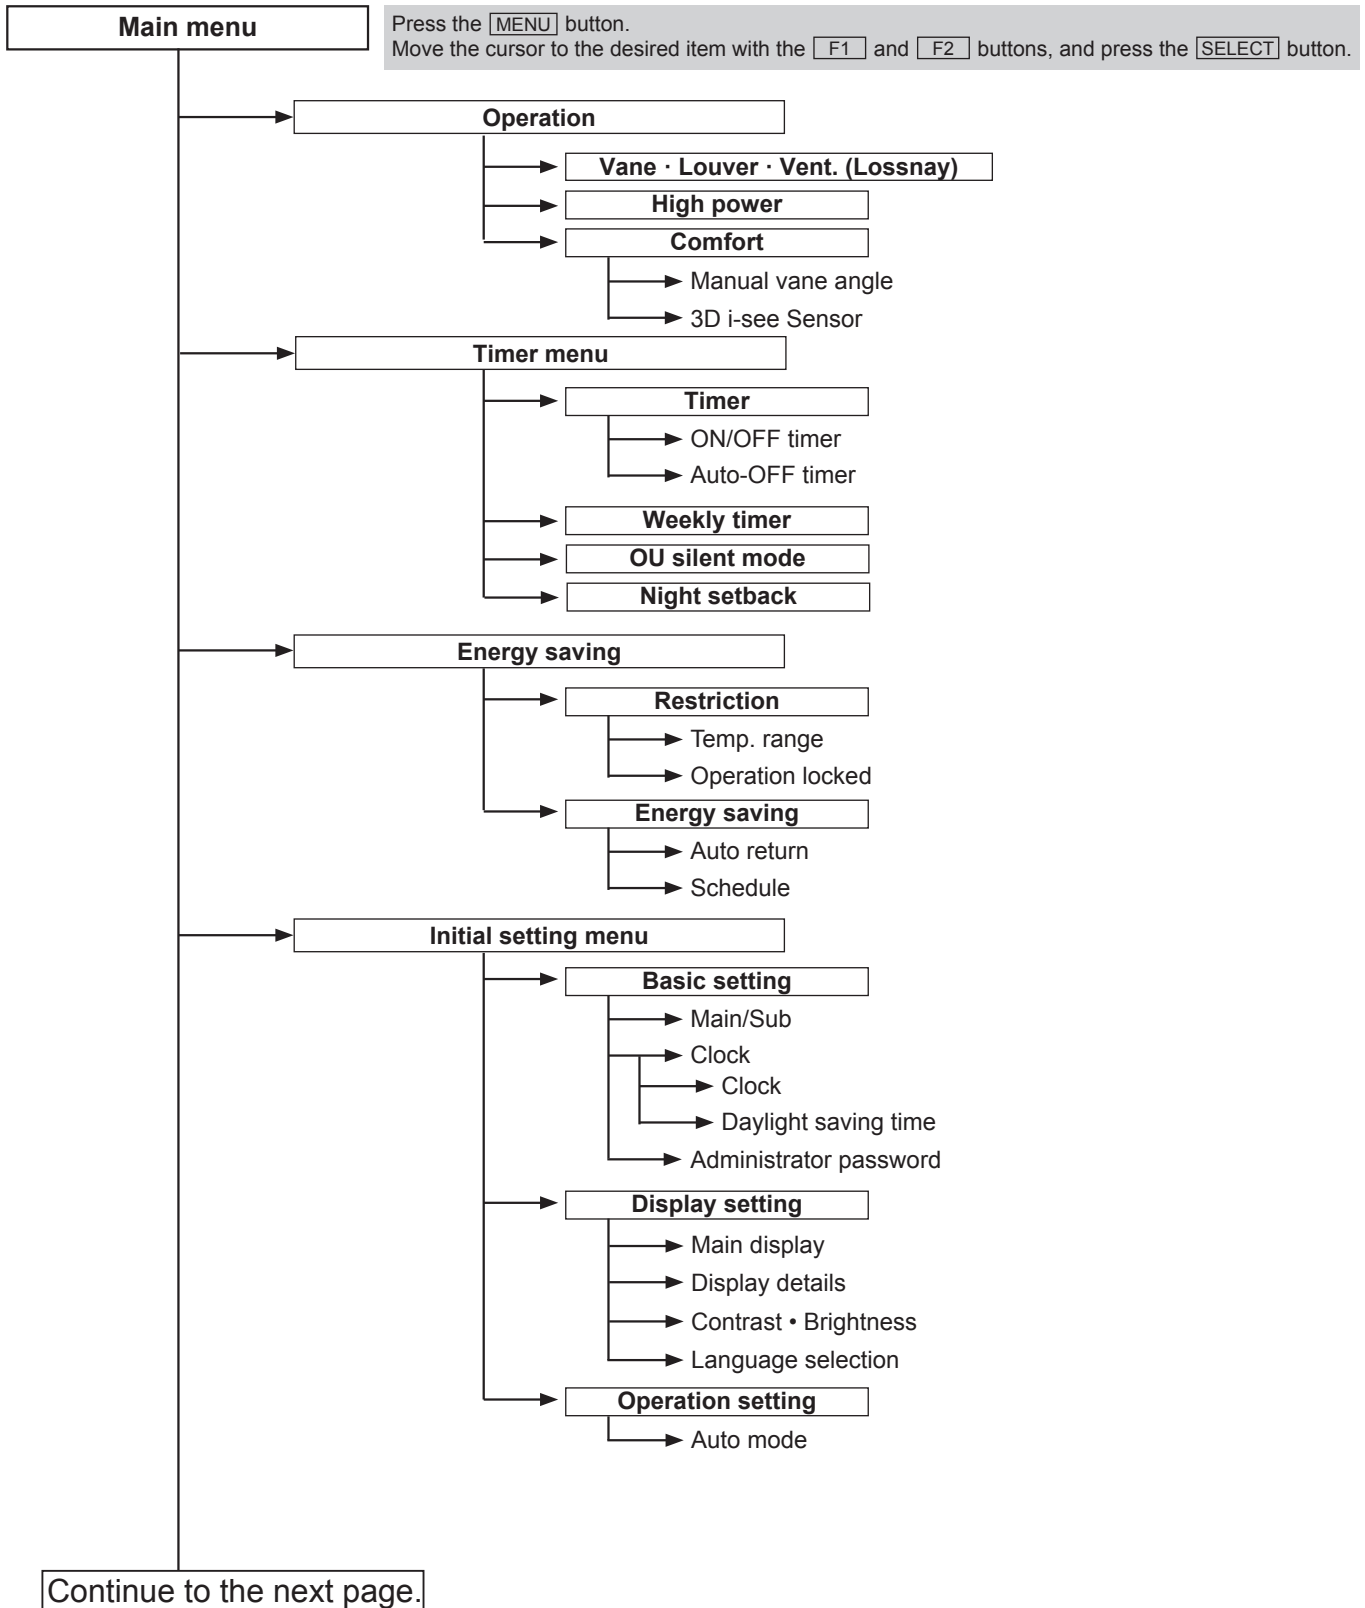 Main menu
Press the MENU button.
Move the cursor to the desired item with the F1 and F2 buttons, and press the SELECT button.
Operation
Vane · Louver · Vent. (Lossnay)
High power
Comfort
Manual vane angle
3D i-see Sensor
Timer menu
Timer
ON/OFF timer
Auto-OFF timer
Weekly timer
OU silent mode
Night setback
Energy saving
Restriction
Temp. range
Operation locked
Energy saving
Auto return
Schedule
Initial setting menu
Basic setting
Main/Sub
Clock
Clock
Daylight saving time
Administrator password
Display setting
Main display
Display details
Contrast • Brightness
Language selection
Operation setting
Auto mode
Continue to the next page.